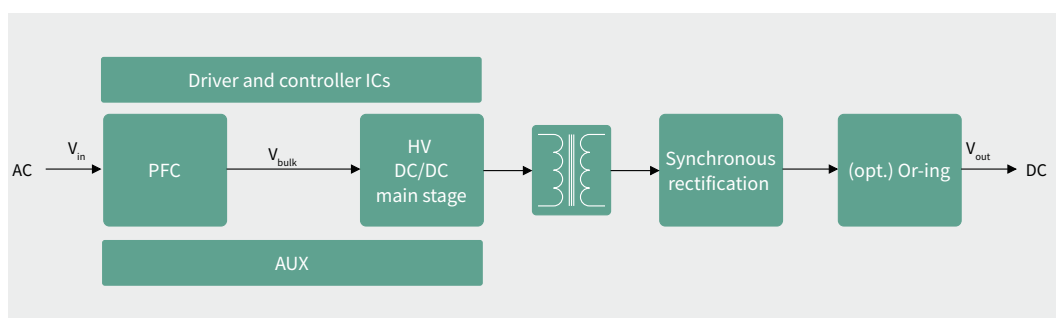 Driver and controller ICs
AC
Vin
PFC
Vbulk
HV
DC/DC
main stage
Synchronous
rectification
(opt.) Or-ing
Vout
DC
AUX